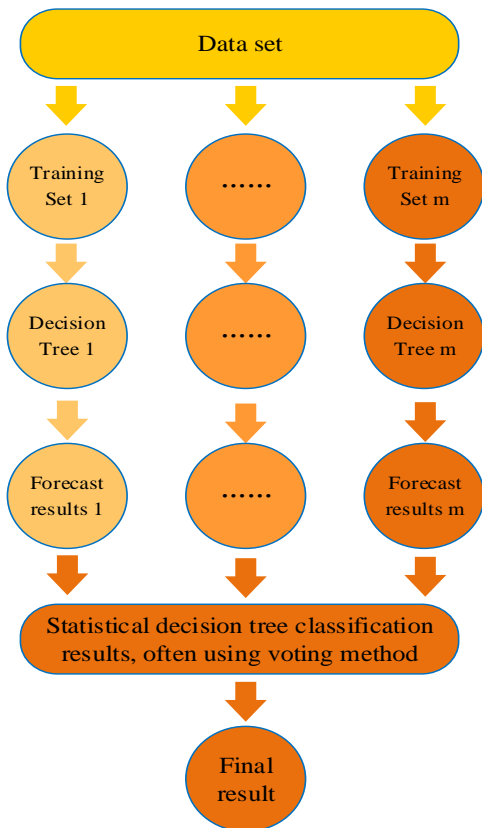 Data set
Training
Set 1
......
Training
Set m
Decision
Tree 1
......
Decision
Tree m
Forecast
results 1
......
Forecast
results m
Statistical decision tree classification
results, often using voting method
Final
result